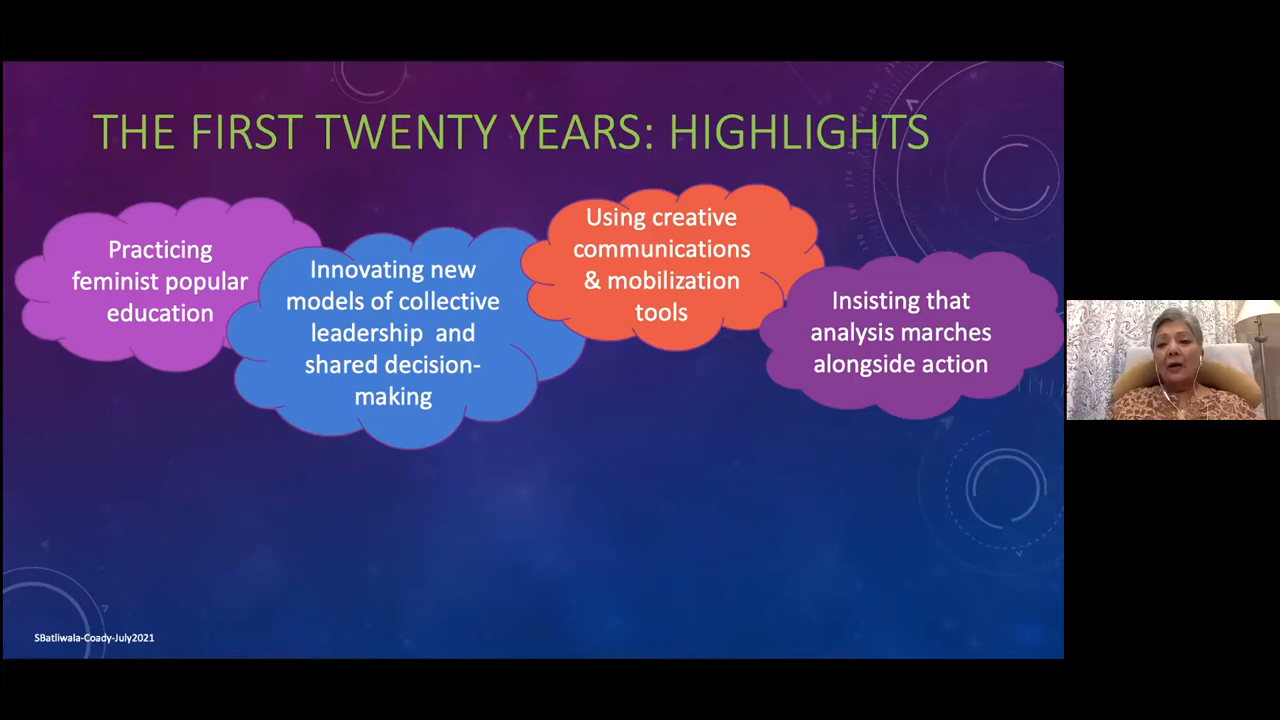 THE FIRST TWENTY YEARS: HIGHLIGHTS
Practicing
feminist popular
education
Innovating new
models of collective
leadership and
shared decision-
making
Using creative
communications
& mobilization
tools
Insisting that
analysis marches
alongside action
SBatliwala-Coady-July2021